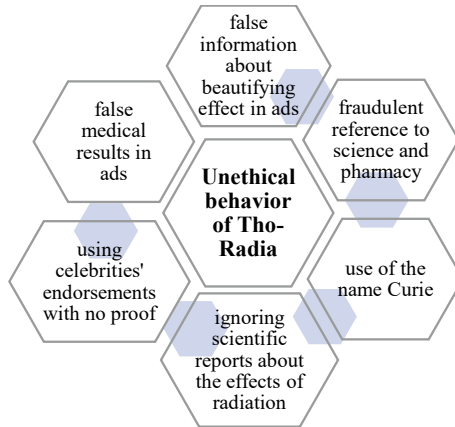 false
information
about
beautifying
effect in ads
fraudulent
reference to
science and
pharmacy
use of the
name Curie
ignoring
scientific
reports about
the effects of
radiation
using
celebrities'
endorsements
with no proof
false
medical
results in
ads
Unethical
behavior
of Tho-
Radia